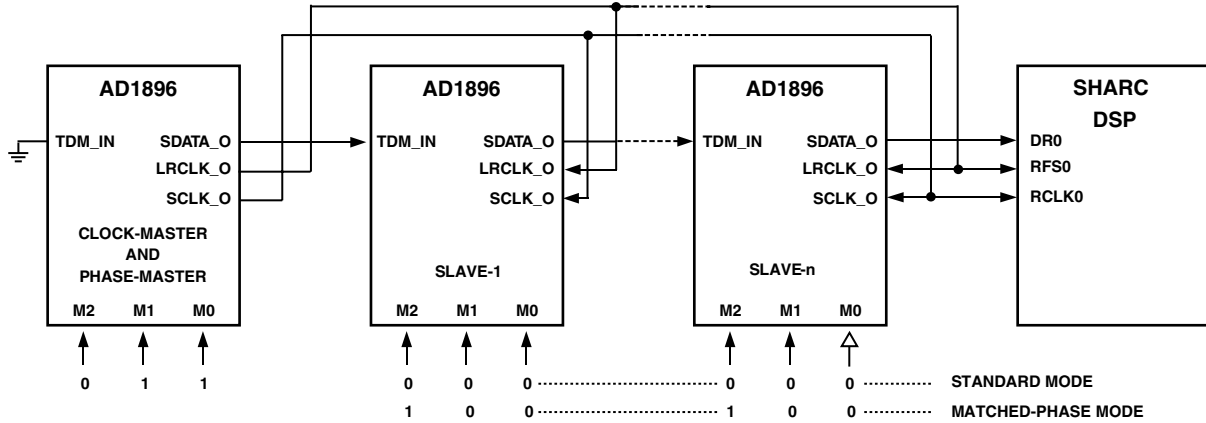 AD1896 AD1896 AD1896 SHARC
DSP
TDM_IN SDATA_O TDM_IN SDATA_O TDM_IN SDATA_O DR0
LRCLK_O LRCLK_O LRCLK_O RFS0
SCLK_O SCLK_O SCLK_O RCLK0
CLOCK-MASTER
AND
PHASE-MASTER SLAVE-1 SLAVE-n
M2 M1 M0 M2 M1 M0 M2 M1 M0
0 1 1 0 0 0 0 0 0 STANDARD MODE
1 0 0 1 0 0 MATCHED-PHASE MODE